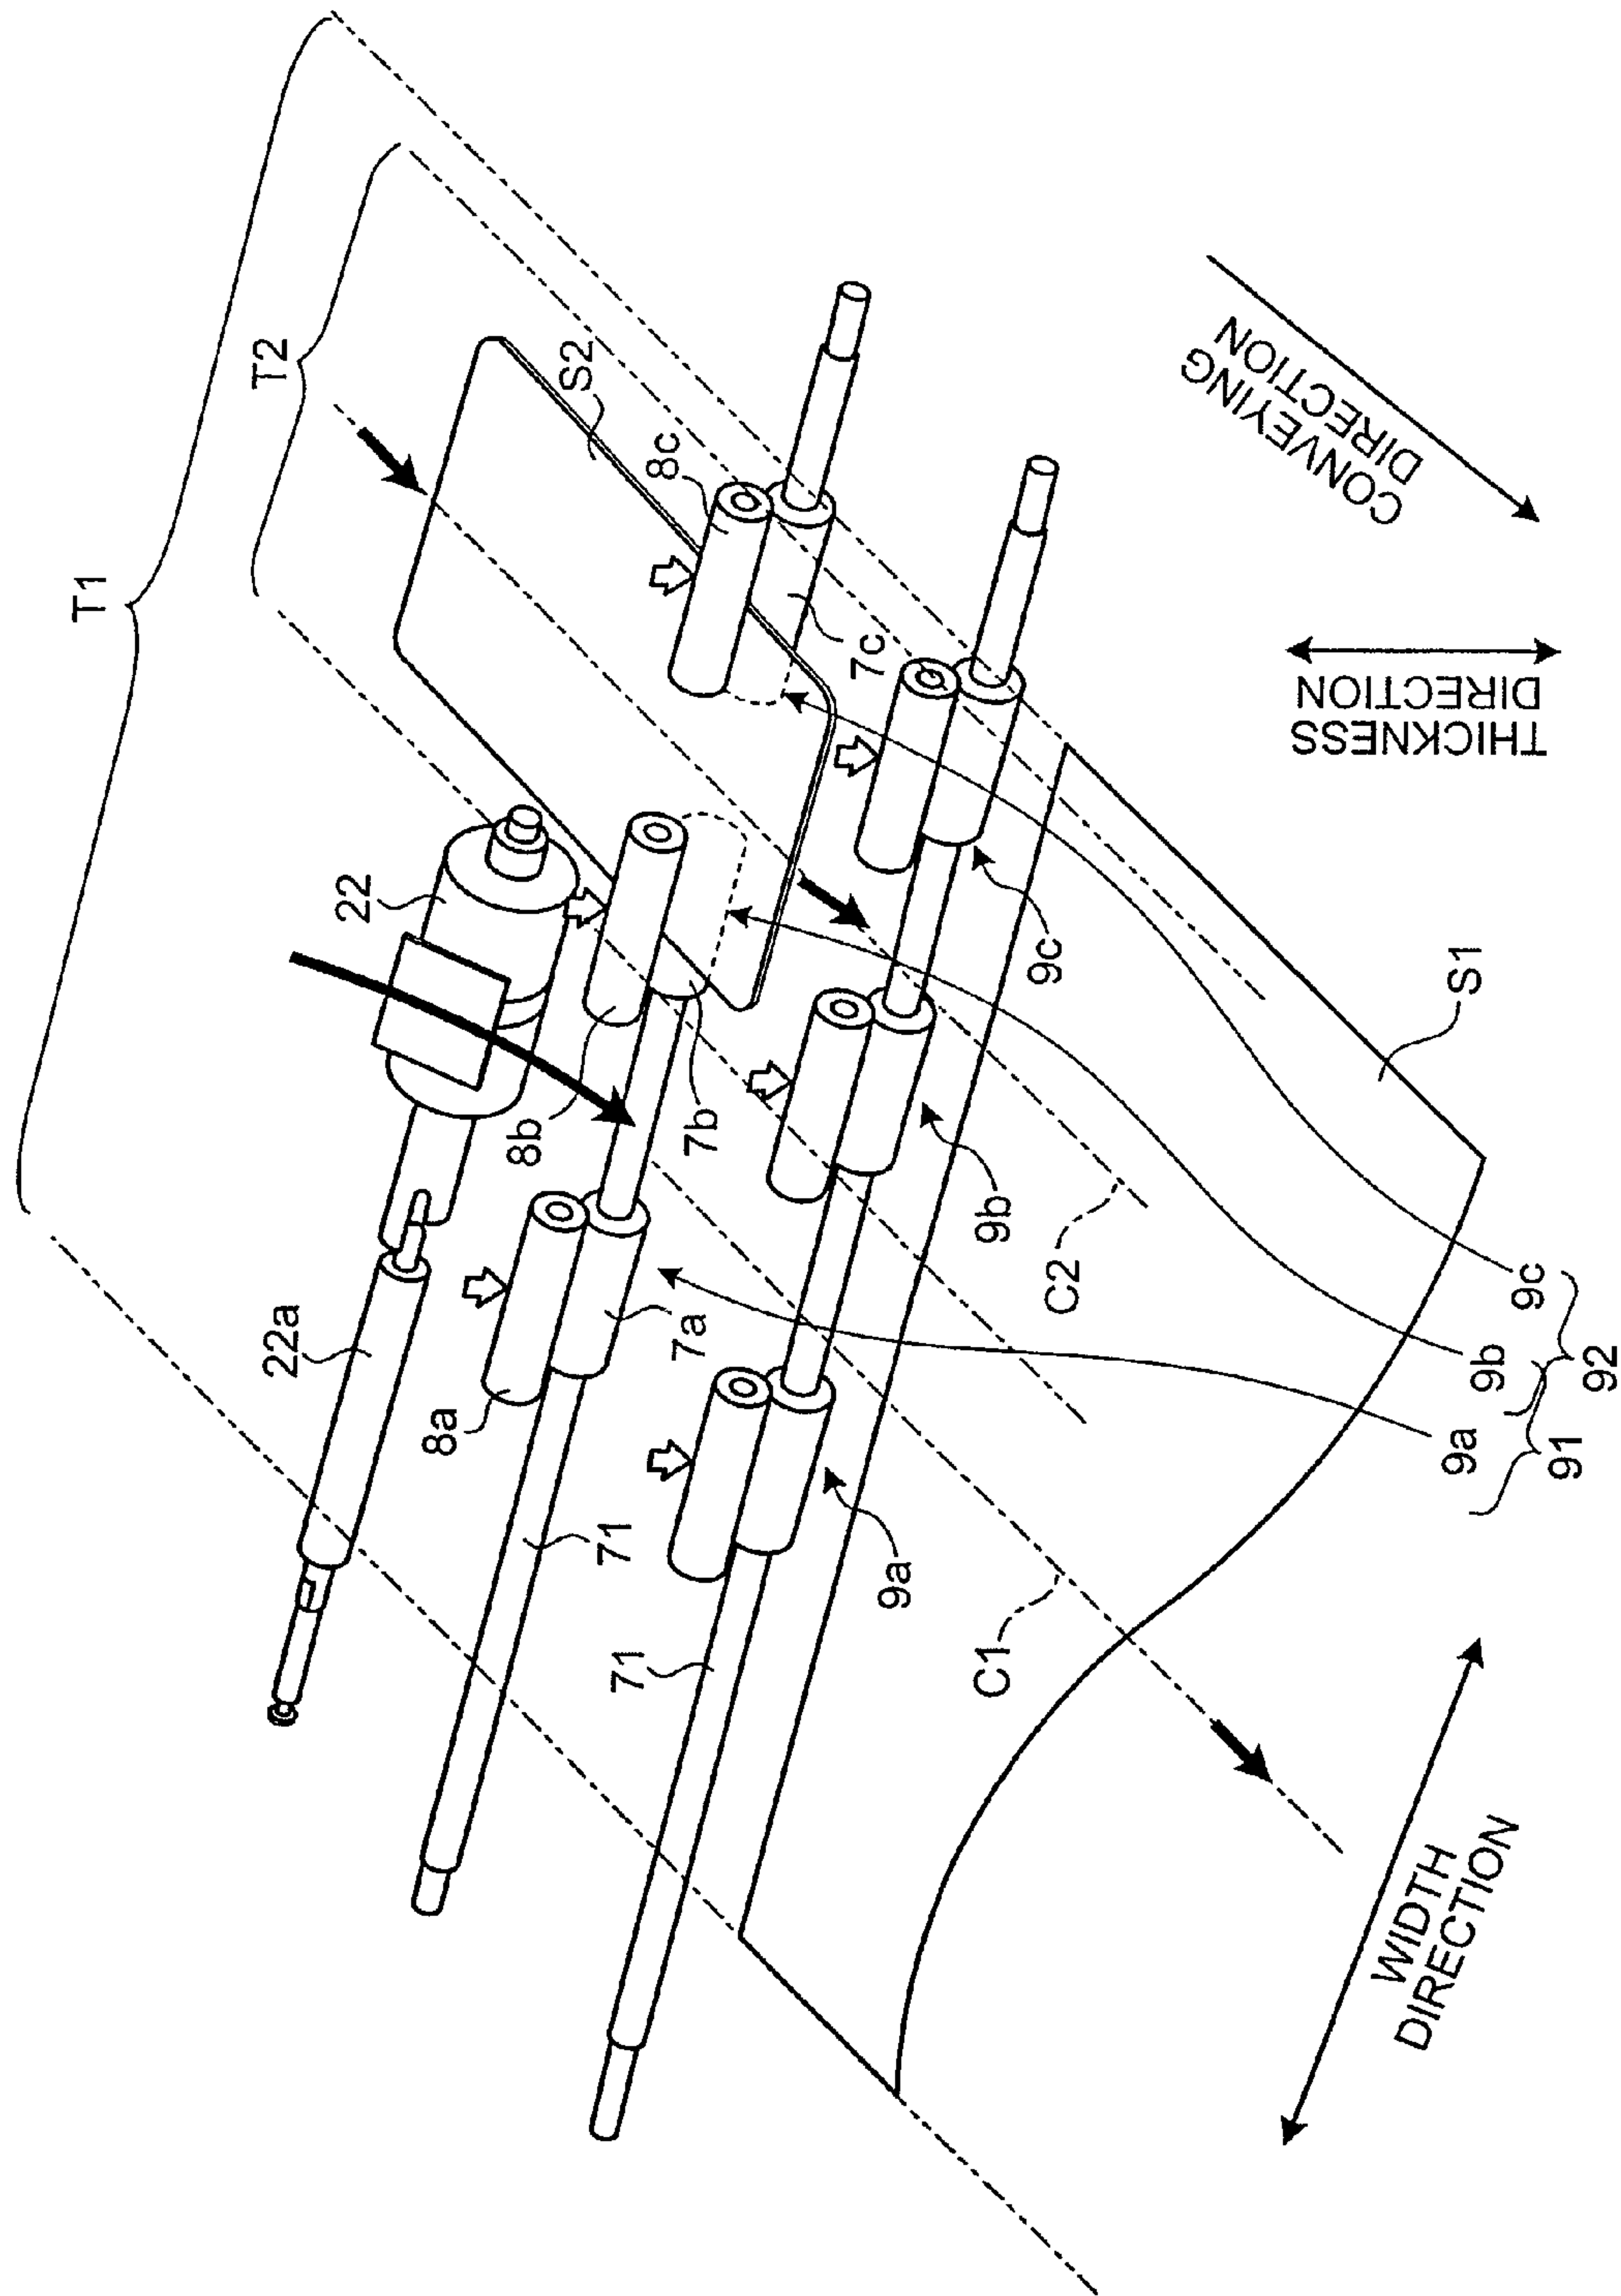 T1
T2
S2
22
8c
22a
8b
7c
8a
7b
7a
71
9c
71
9b
9a
S1
C2
C1
CONVEYING
DIRECTION
THICKNESS
DIRECTION
WIDTH
DIRECTION
9a 9b 9c
91 92